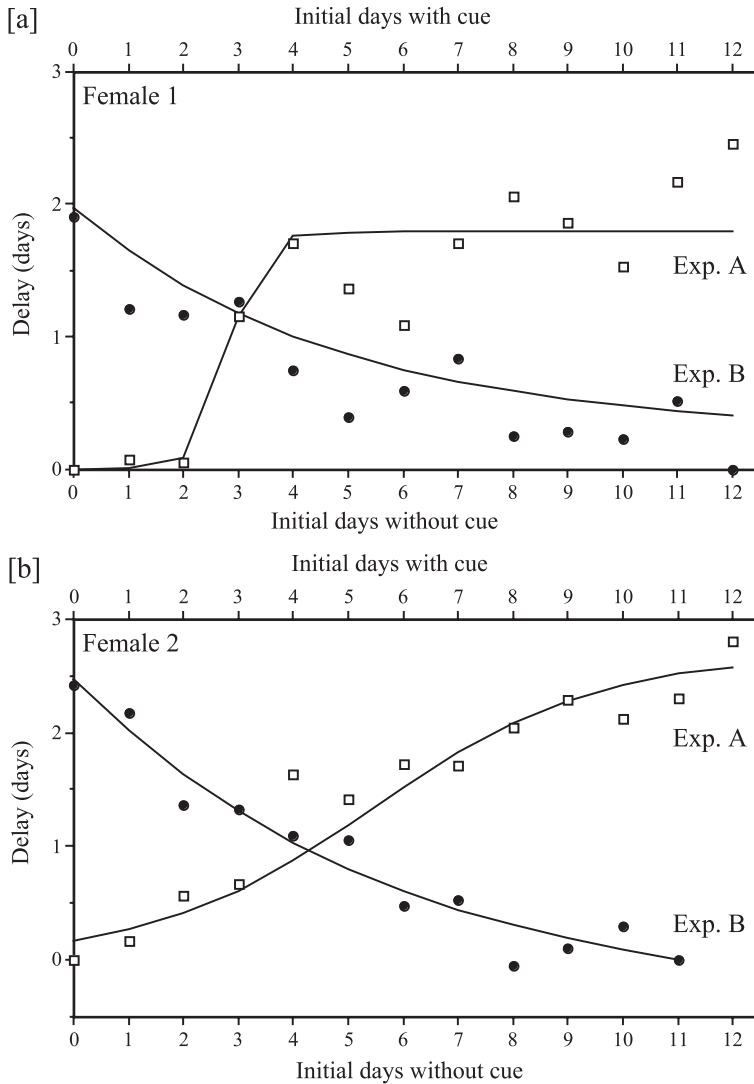 [a]
Initial days with cue
0 1 2 3 4 5 6 7 8 9 10 11 12
3
Female 1
2
Delay (days)
Exp. A
1
Exp. B
0
0 1 2 3 4 5 6 7 8 9 10 11 12
Initial days without cue
[b]
Initial days with cue
0 1 2 3 4 5 6 7 8 9 10 11 12
3
Female 2
2
Exp. A
Delay (days)
1
Exp. B
0
0 1 2 3 4 5 6 7 8 9 10 11 12
Initial days without cue